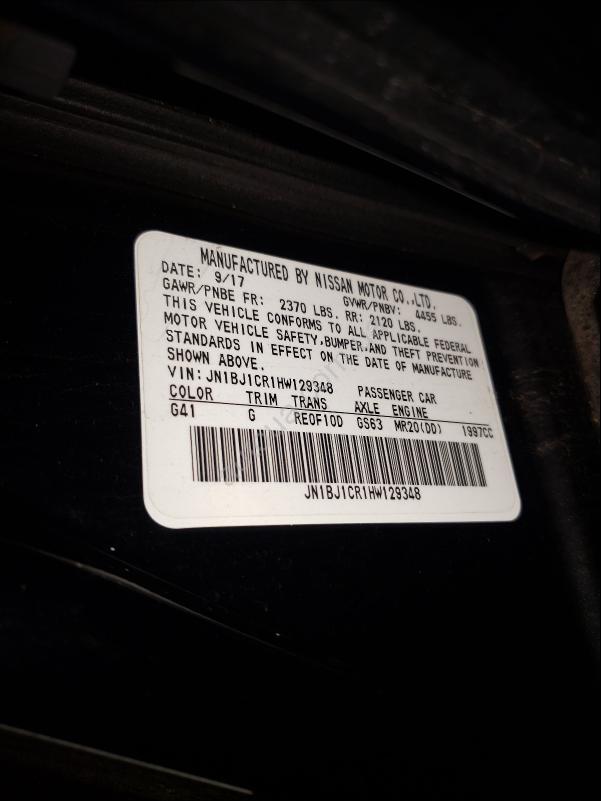 MANUFACTURED BY NISSAN MOTOR CO.,LTD.
DATE: 9/17 GVWR/PNBV: 4455 LBS.
GAWR/PNBE FR: 2370 LBS. RR: 2120 LBS.
THIS VEHICLE CONFORMS TO ALL APPLICABLE FEDERAL
MOTOR VEHICLE SAFETY,BUMPER,AND THEFT PREVENTION
STANDARDS IN EFFECT ON THE DATE OF MANUFACTURE
SHOWN ABOVE.
VIN: JN1BJ1CR1HW129348 PASSENGER CAR
COLOR TRIM TRANS AXLE ENGINE
G41 G RE0F10D GS63 MR20(DD) 1997CC
JN1BJ1CR1HW129348